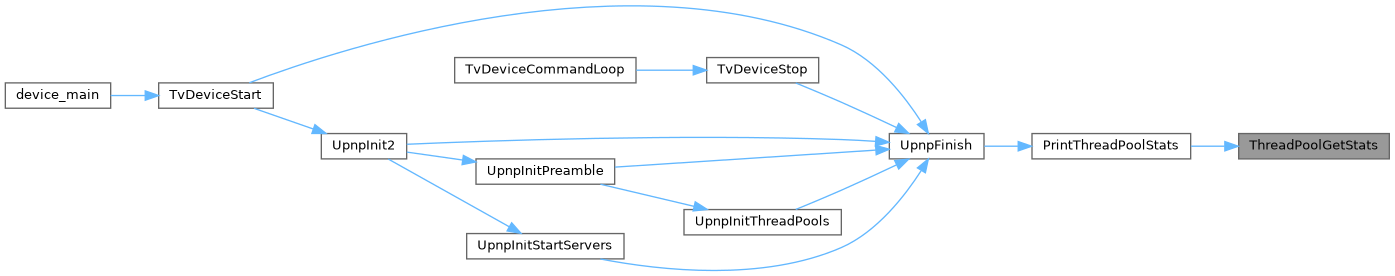 TvDeviceCommandLoop
TvDeviceStop
device_main
TvDeviceStart
UpnpInit2
UpnpFinish
PrintThreadPoolStats
ThreadPoolGetStats
UpnpInitPreamble
UpnpInitThreadPools
UpnpInitStartServers